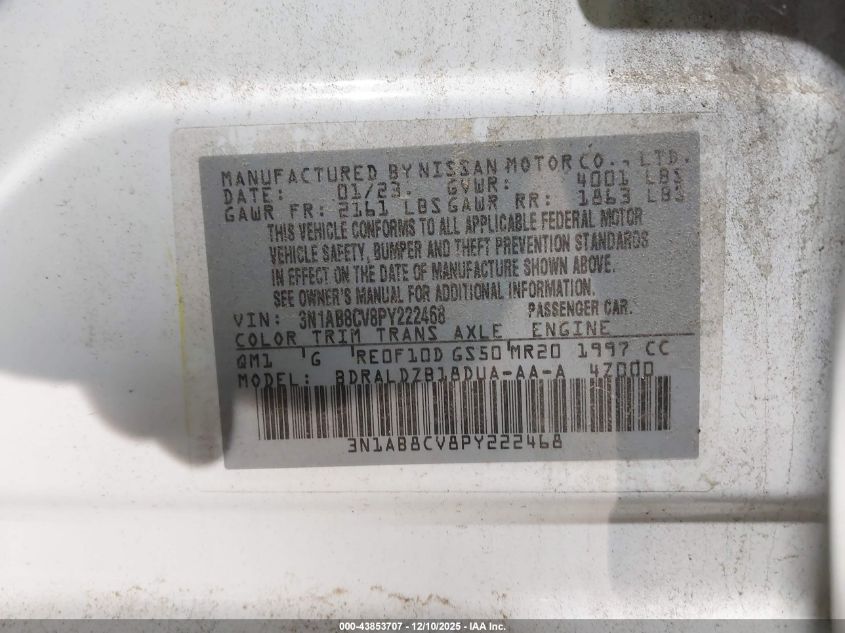 MANUFACTURED BY NISSAN MOTOR CO., LTD.
DATE: 01/23. GVWR: 4001 LBS
GAWR FR: 2161 LBS GAWR RR: 1863 LBS
THIS VEHICLE CONFORMS TO ALL APPLICABLE FEDERAL MOTOR
VEHICLE SAFETY, BUMPER AND THEFT PREVENTION STANDARDS
IN EFFECT ON THE DATE OF MANUFACTURE SHOWN ABOVE.
SEE OWNER'S MANUAL FOR ADDITIONAL INFORMATION.
VIN: 3N1AB8CV8PY222468 PASSENGER CAR.
COLOR TRIM TRANS AXLE ENGINE
QM1 G RE0F10D GS50 MR20 1997 CC
MODEL: BDRALDZB18DUA-AA-A 4Z000
3N1AB8CV8PY222468
000-43853707 - 12/10/2025 - IAA Inc.